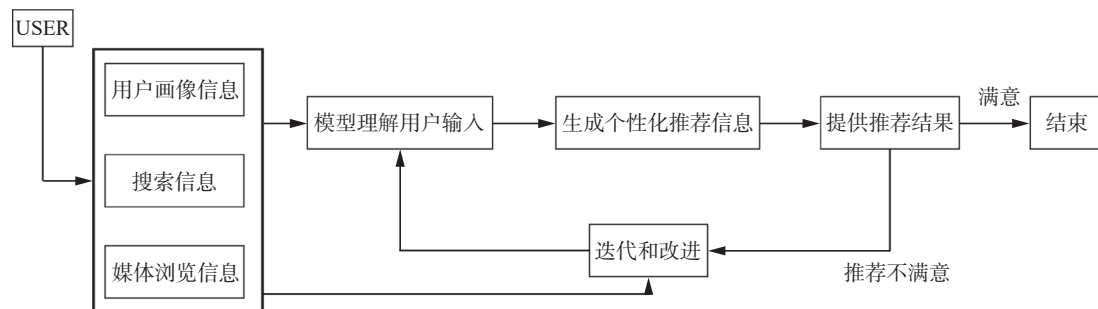 USER
用户画像信息
搜索信息
媒体浏览信息
模型理解用户输入
生成个性化推荐信息
提供推荐结果
满意
结束
迭代和改进
推荐不满意